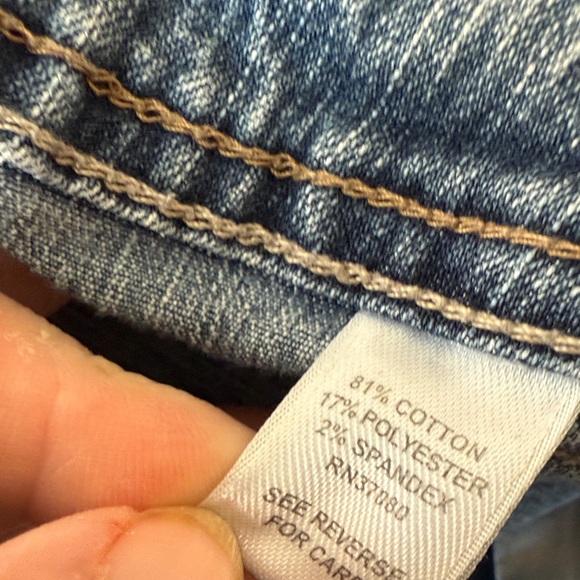 81% COTTON
17% POLYESTER
2% SPANDEX
RN37080
SEE REVERSE
FOR CARE